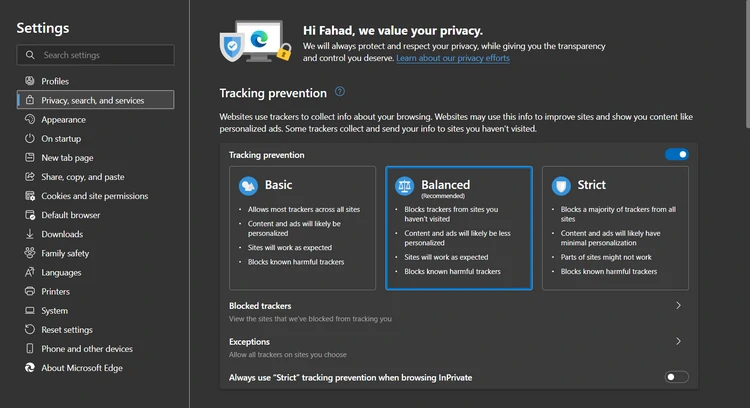 Settings
Search settings
Profiles
Privacy, search, and services
Appearance
On startup
New tab page
Share, copy, and paste
Cookies and site permissions
Default browser
Downloads
Family safety
Languages
Printers
System
Reset settings
Phone and other devices
About Microsoft Edge
Hi Fahad, we value your privacy.
We will always protect and respect your privacy, while giving you the transparency
and control you deserve. Learn about our privacy efforts
Tracking prevention
Websites use trackers to collect info about your browsing. Websites may use this info to improve sites and show you content like
personalized ads. Some trackers collect and send your info to sites you haven't visited.
Tracking prevention
Basic
• Allows most trackers across all sites
• Content and ads will likely be
personalized
• Sites will work as expected
• Blocks known harmful trackers
Balanced
(Recommended)
• Blocks trackers from sites you
haven't visited
• Content and ads will likely be less
personalized
• Sites will work as expected
• Blocks known harmful trackers
Strict
• Blocks a majority of trackers from all
sites
• Content and ads will likely have
minimal personalization
• Parts of sites might not work
• Blocks known harmful trackers
Blocked trackers
View the sites that we've blocked from tracking you
Exceptions
Allow all trackers on sites you choose
Always use "Strict" tracking prevention when browsing InPrivate